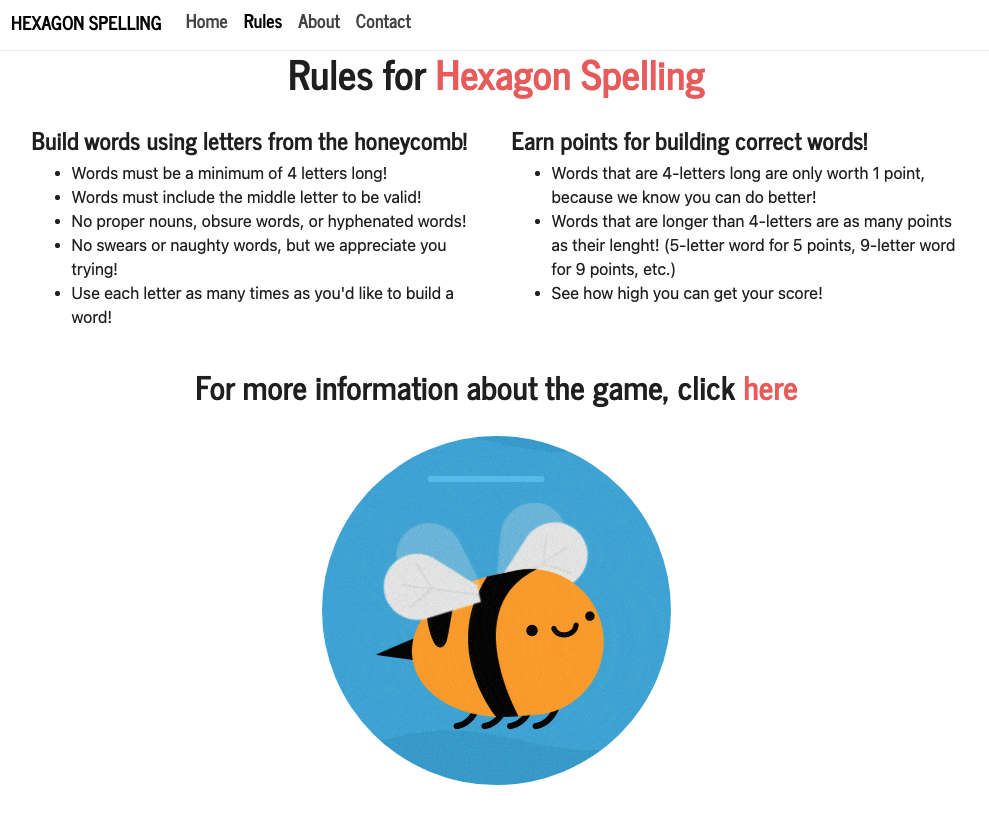 HEXAGON SPELLING Home Rules About Contact
Rules for Hexagon Spelling
Build words using letters from the honeycomb!
Words must be a minimum of 4 letters long!
Words must include the middle letter to be valid!
No proper nouns, obsure words, or hyphenated words!
No swears or naughty words, but we appreciate you
trying!
Use each letter as many times as you'd like to build a
word!
Earn points for building correct words!
Words that are 4-letters long are only worth 1 point,
because we know you can do better!
Words that are longer than 4-letters are as many points
as their lenght! (5-letter word for 5 points, 9-letter word
for 9 points, etc.)
See how high you can get your score!
For more information about the game, click here